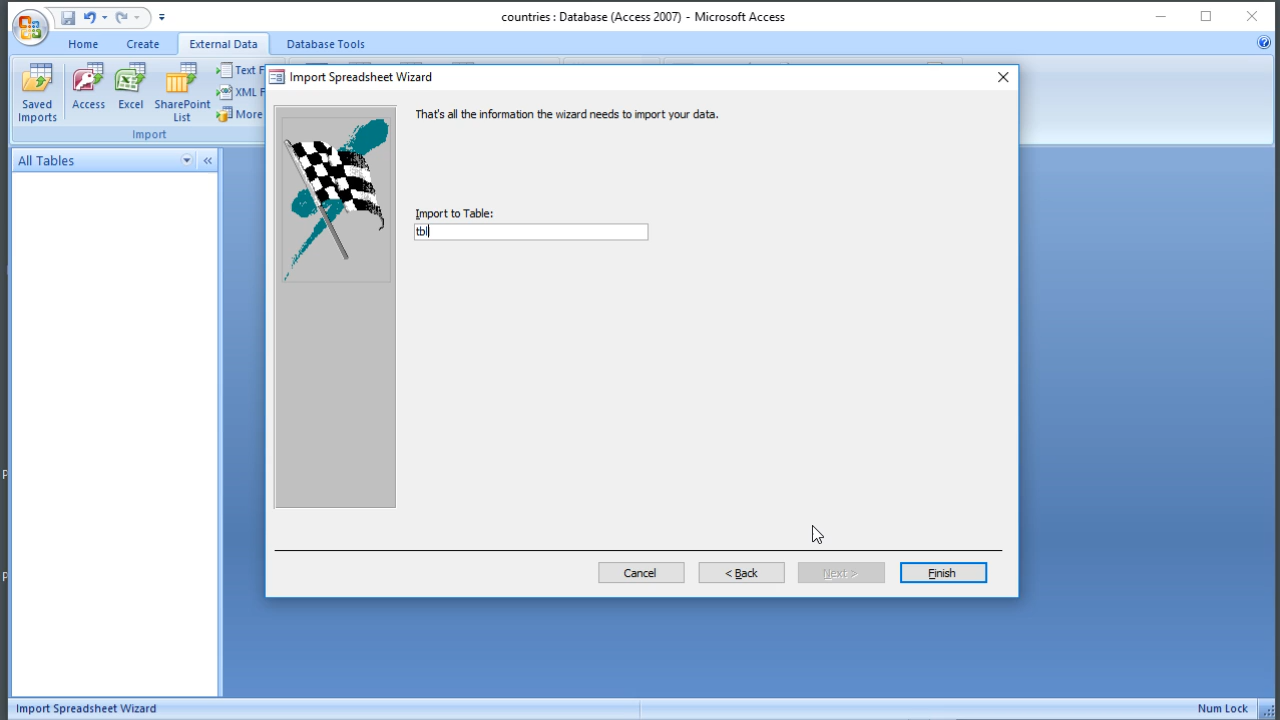 countries : Database (Access 2007) - Microsoft Access
Home Create External Data Database Tools
Saved Imports
Access
Excel
SharePoint List
Text F
XML F
More
Import
All Tables
Import Spreadsheet Wizard
That's all the information the wizard needs to import your data.
Import to Table:
tbl
Cancel < Back Next > Finish
Import Spreadsheet Wizard Num Lock